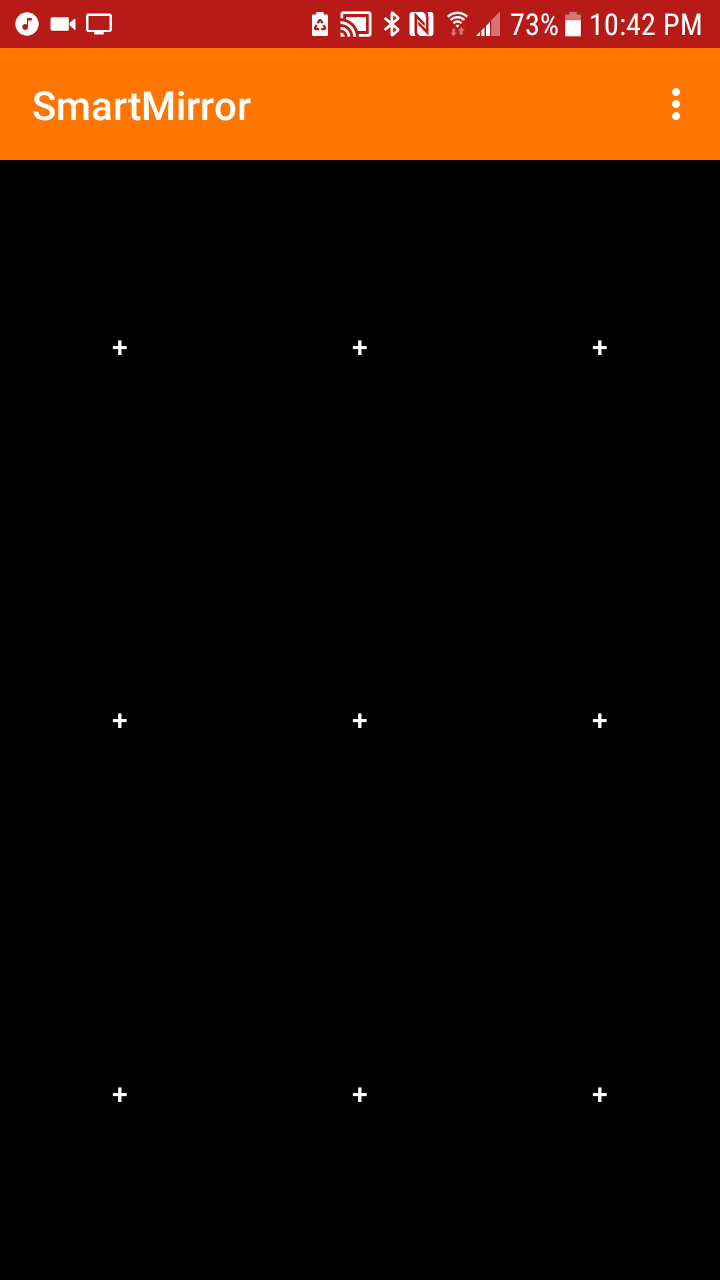 73% 10:42 PM
SmartMirror
+ + +
+ + +
+ + +